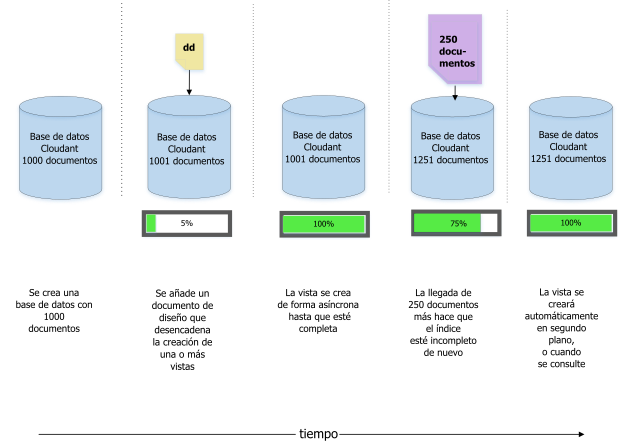 dd
250
docu-
mentos
Base de datos
Cloudant
1000 documentos
Base de datos
Cloudant
1001 documentos
Base de datos
Cloudant
1001 documentos
Base de datos
Cloudant
1251 documentos
Base de datos
Cloudant
1251 documentos
5%
100%
75%
100%
Se crea una
base de datos con
1000
documentos
Se añade un
documento de
diseño que
desencadena
la creación de
una o más
vistas
La vista se crea
de forma asíncrona
hasta que esté
completa
La llegada de
250 documentos
más hace que
el índice
esté incompleto
de nuevo
La vista se
creará
automáticamente
en segundo
plano,
o cuando
se consulte
tiempo